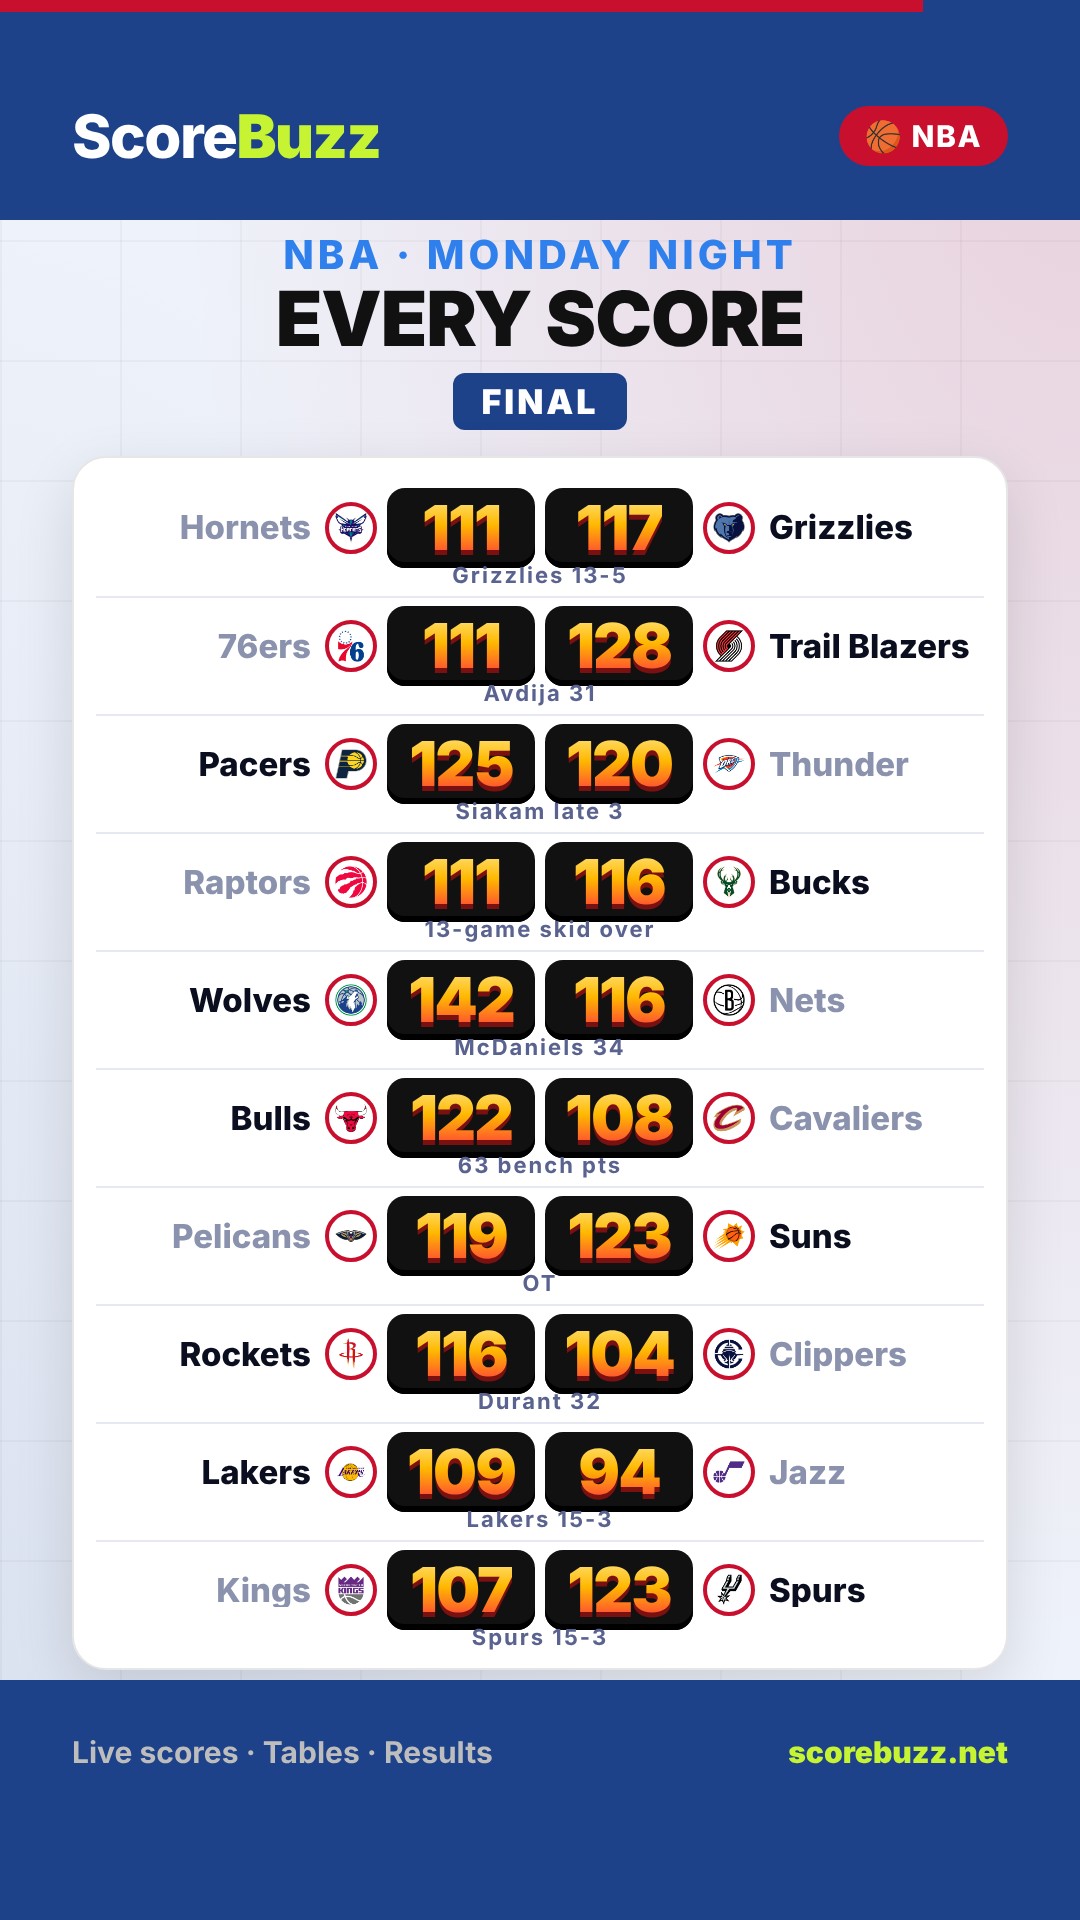 ScoreBuzz
NBA
NBA · MONDAY NIGHT
EVERY SCORE
FINAL
Hornets 111 117 Grizzlies
Grizzlies 13-5
76ers 111 128 Trail Blazers
Avdija 31
Pacers 125 120 Thunder
Siakam late 3
Raptors 111 116 Bucks
13-game skid over
Wolves 142 116 Nets
McDaniels 34
Bulls 122 108 Cavaliers
63 bench pts
Pelicans 119 123 Suns
OT
Rockets 116 104 Clippers
Durant 32
Lakers 109 94 Jazz
Lakers 15-3
Kings 107 123 Spurs
Spurs 15-3
Live scores · Tables · Results
scorebuzz.net